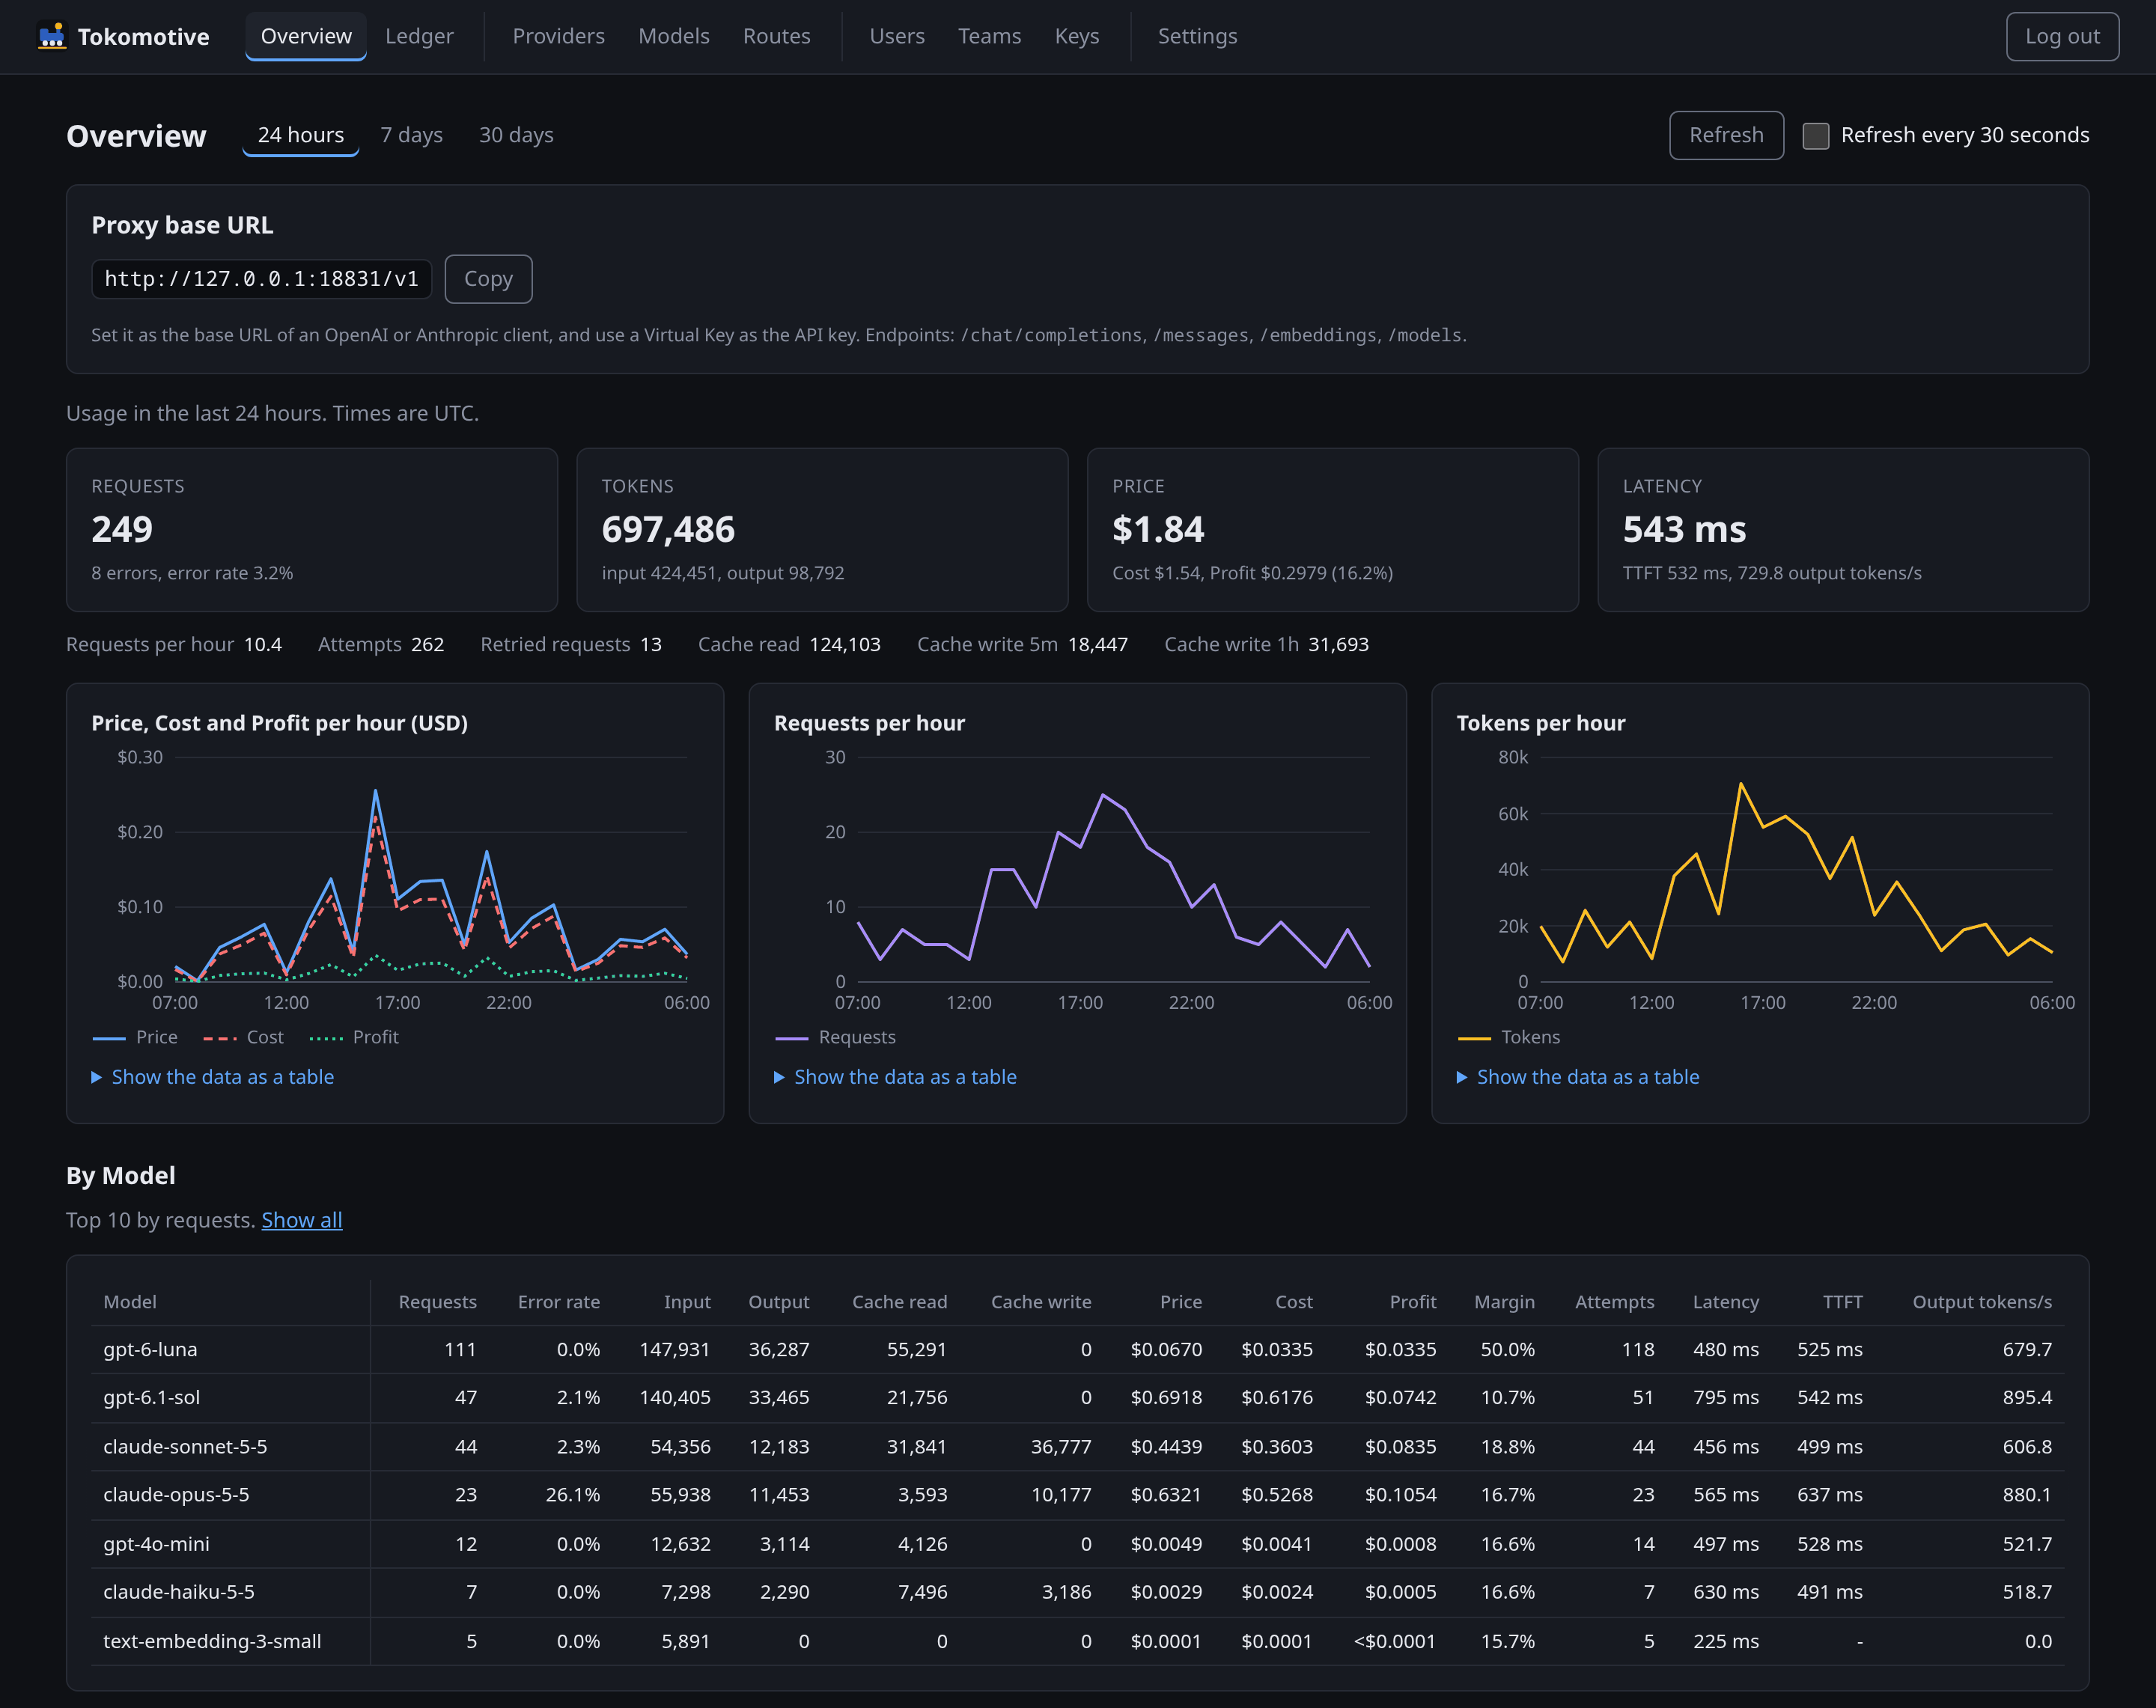 Tokomotive Overview Ledger Providers Models Routes Users Teams Keys Settings Log out
Overview 24 hours 7 days 30 days Refresh Refresh every 30 seconds
Proxy base URL
http://127.0.0.1:18831/v1 Copy
Set it as the base URL of an OpenAI or Anthropic client, and use a Virtual Key as the API key. Endpoints: /chat/completions, /messages, /embeddings, /models.
Usage in the last 24 hours. Times are UTC.
REQUESTS
249
8 errors, error rate 3.2%
TOKENS
697,486
input 424,451, output 98,792
PRICE
$1.84
Cost $1.54, Profit $0.2979 (16.2%)
LATENCY
543 ms
TTFT 532 ms, 729.8 output tokens/s
Requests per hour 10.4 Attempts 262 Retried requests 13 Cache read 124,103 Cache write 5m 18,447 Cache write 1h 31,693
Price, Cost and Profit per hour (USD)
$0.30
$0.20
$0.10
$0.00
07:00 12:00 17:00 22:00 06:00
Price Cost Profit
Show the data as a table
Requests per hour
30
20
10
0
07:00 12:00 17:00 22:00 06:00
Requests
Show the data as a table
Tokens per hour
80k
60k
40k
20k
0
07:00 12:00 17:00 22:00 06:00
Tokens
Show the data as a table
By Model
Top 10 by requests. Show all
Model Requests Error rate Input Output Cache read Cache write Price Cost Profit Margin Attempts Latency TTFT Output tokens/s
gpt-6-luna 111 0.0% 147,931 36,287 55,291 0 $0.0670 $0.0335 $0.0335 50.0% 118 480 ms 525 ms 679.7
gpt-6.1-sol 47 2.1% 140,405 33,465 21,756 0 $0.6918 $0.6176 $0.0742 10.7% 51 795 ms 542 ms 895.4
claude-sonnet-5-5 44 2.3% 54,356 12,183 31,841 36,777 $0.4439 $0.3603 $0.0835 18.8% 44 456 ms 499 ms 606.8
claude-opus-5-5 23 26.1% 55,938 11,453 3,593 10,177 $0.6321 $0.5268 $0.1054 16.7% 23 565 ms 637 ms 880.1
gpt-4o-mini 12 0.0% 12,632 3,114 4,126 0 $0.0049 $0.0041 $0.0008 16.6% 14 497 ms 528 ms 521.7
claude-haiku-5-5 7 0.0% 7,298 2,290 7,496 3,186 $0.0029 $0.0024 $0.0005 16.6% 7 630 ms 491 ms 518.7
text-embedding-3-small 5 0.0% 5,891 0 0 0 $0.0001 $0.0001 <$0.0001 15.7% 5 225 ms - 0.0